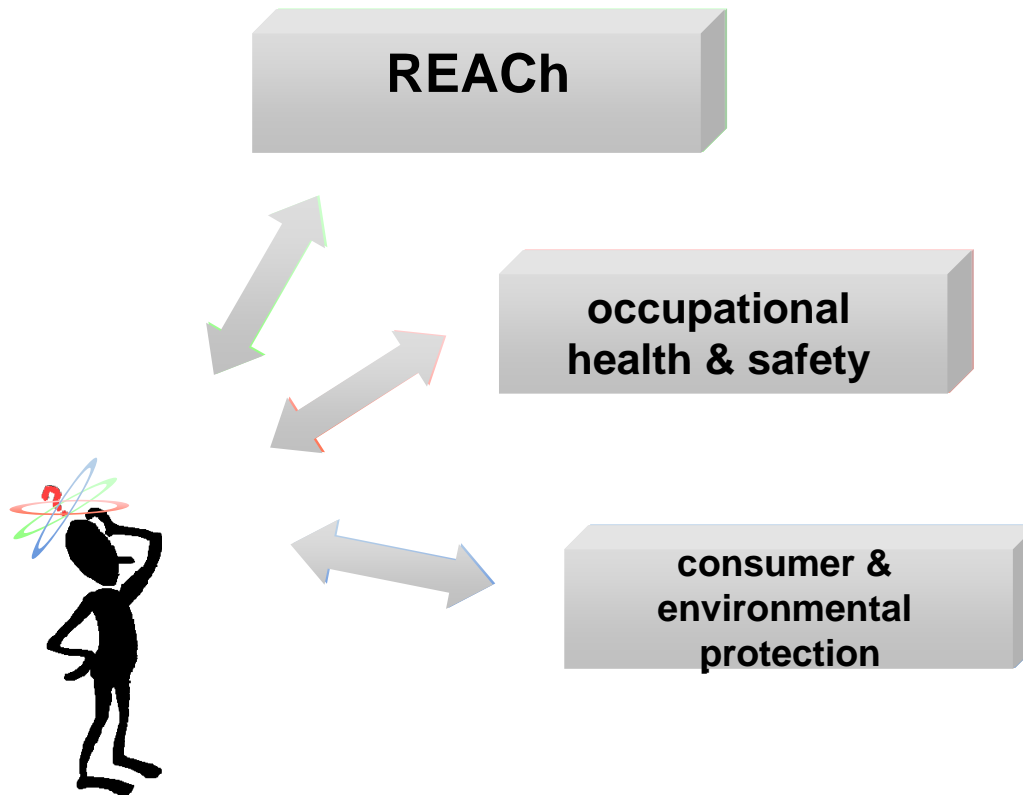 REACh
occupational
health & safety
?
consumer &
environmental
protection